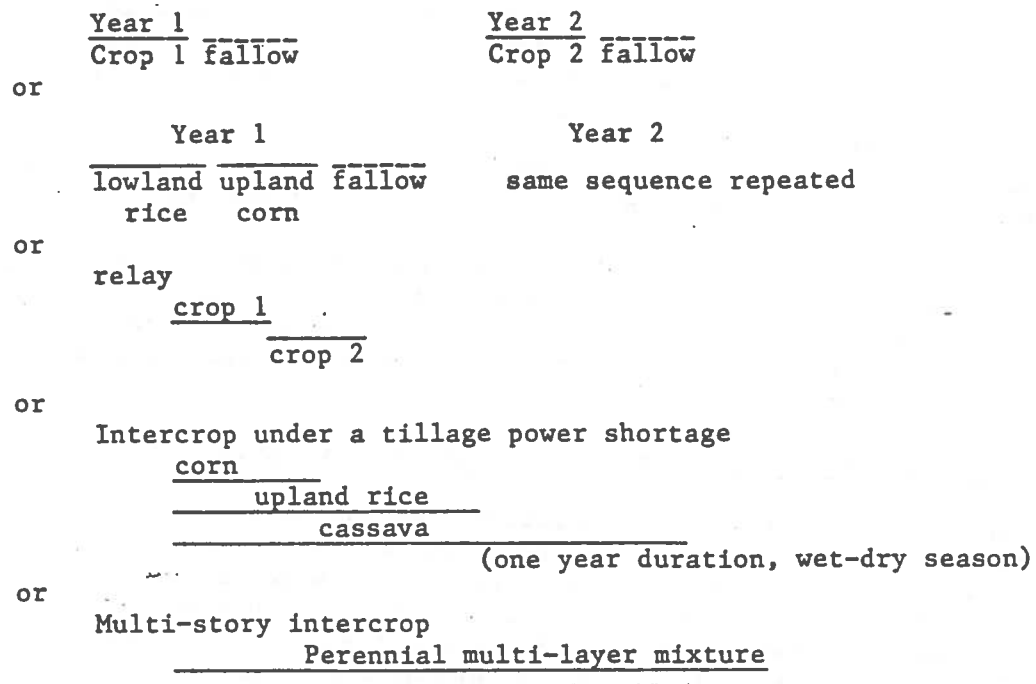 Year 1 Year 2
Crop 1 fallow Crop 2 fallow
or
Year 1 Year 2
lowland upland fallow same sequence repeated
rice corn
or
relay
crop 1
crop 2
or
Intercrop under a tillage power shortage
corn
upland rice
cassava
(one year duration, wet-dry season)
or
Multi-story intercrop
Perennial multi-layer mixture